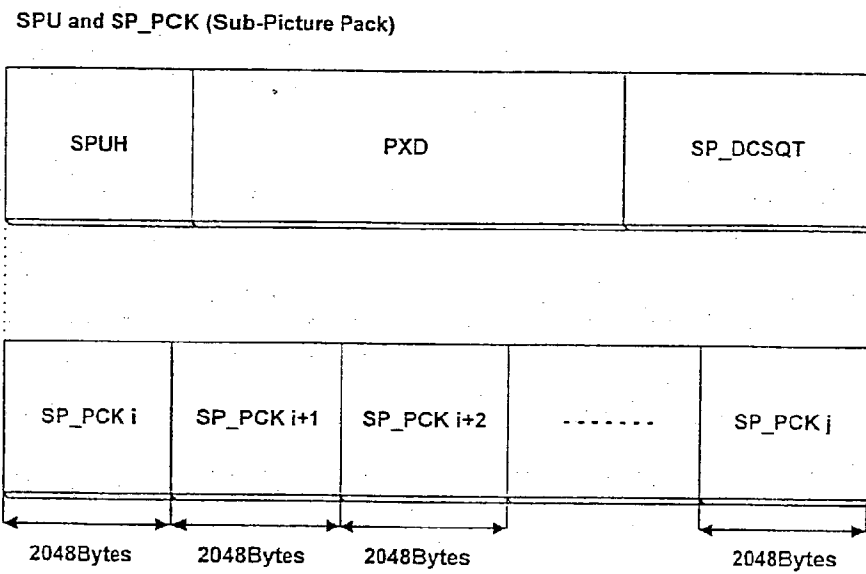 SPU and SP_PCK (Sub-Picture Pack)
SPUH PXD SP_DCSQT
SP_PCK i SP_PCK i+1 SP_PCK i+2 ------- SP_PCK j
2048Bytes 2048Bytes 2048Bytes 2048Bytes